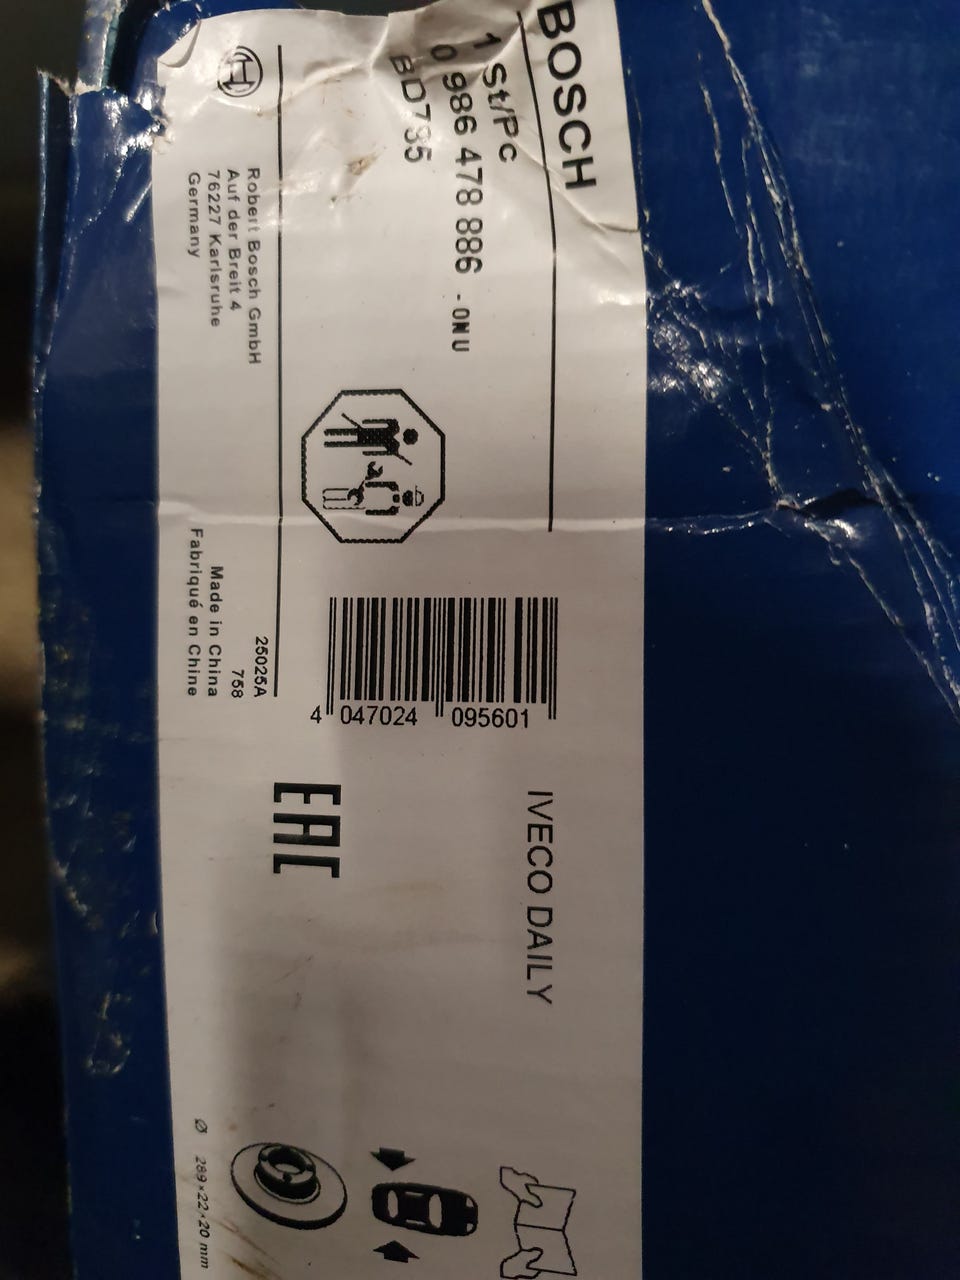 BOSCH
1 St/Pc
0 986 478 886 -0NU
BD735
Robert Bosch GmbH
Auf der Breit 4
76227 Karlsruhe
Germany
25025A
758
Made in China
Fabriqué en Chine
4 047024 095601
EAC
IVECO DAILY
Ø 289×22,20 mm